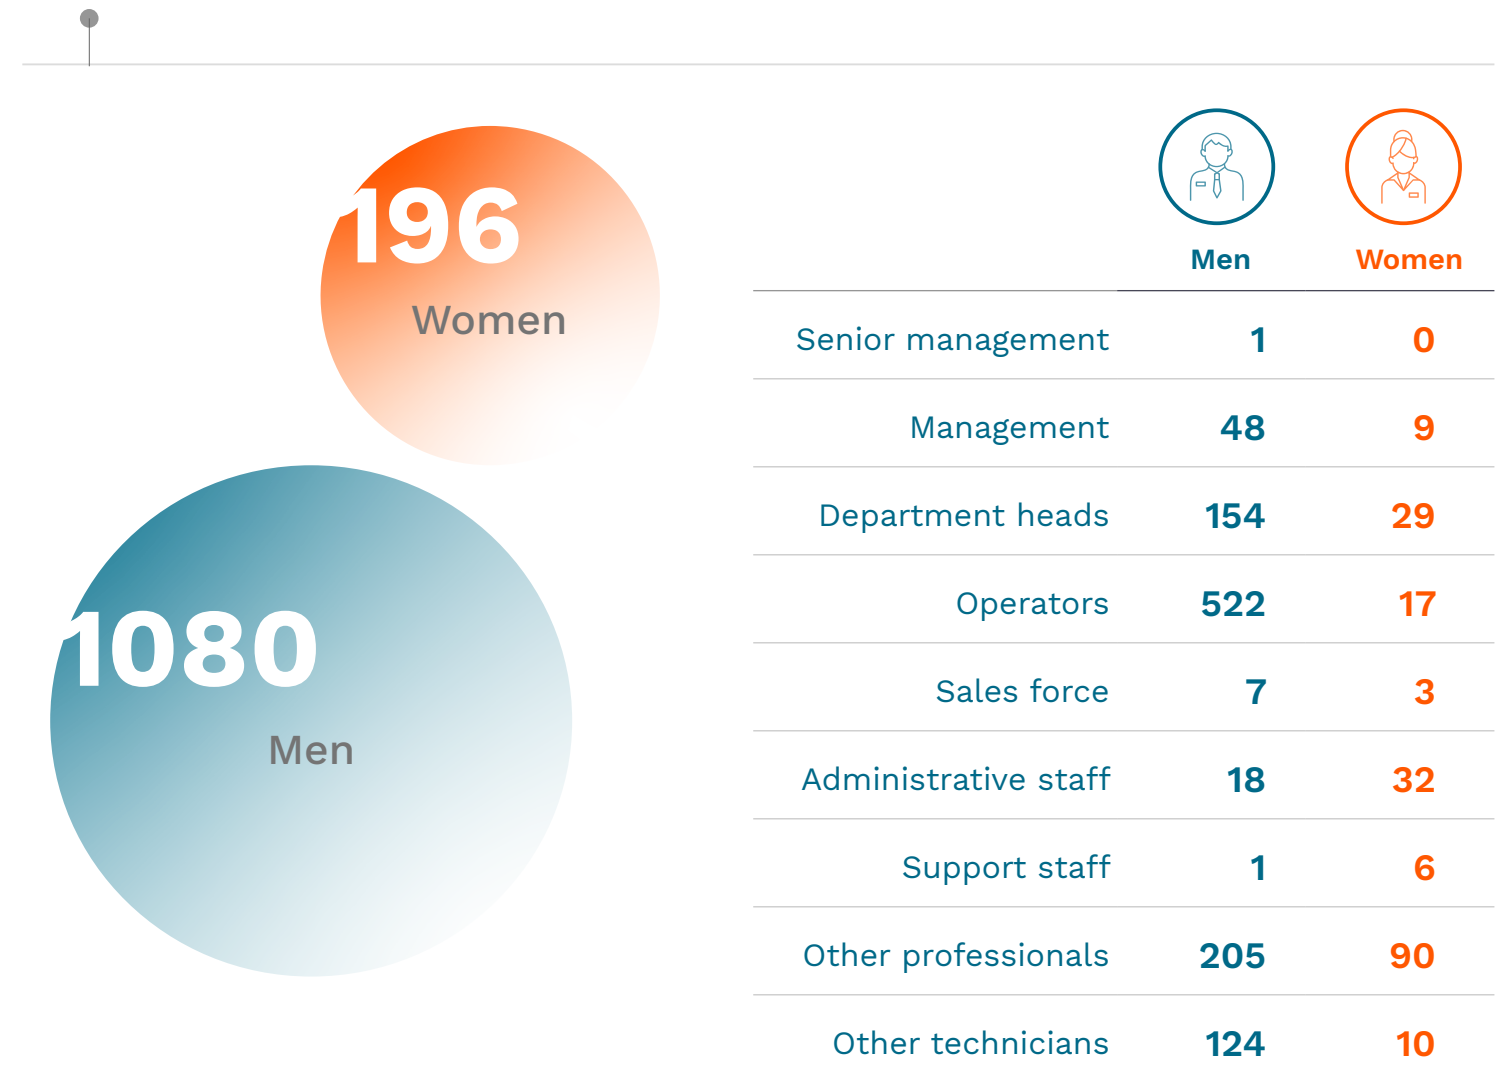 196
Women
1080
Men
Men Women
Senior management 1 0
Management 48 9
Department heads 154 29
Operators 522 17
Sales force 7 3
Administrative staff 18 32
Support staff 1 6
Other professionals 205 90
Other technicians 124 10